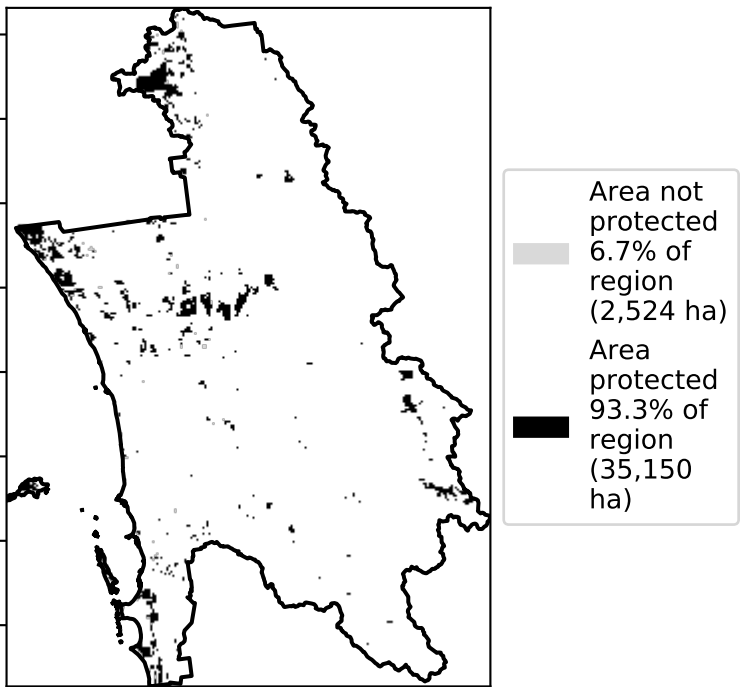 Area not
protected
6.7% of
region
(2,524 ha)
Area
protected
93.3% of
region
(35,150
ha)